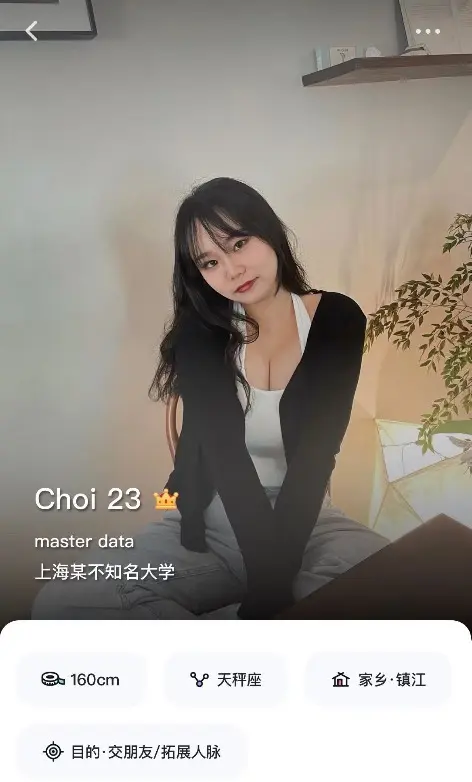 Choi 23
master data
上海某不知名大学
160cm
天秤座
家乡·镇江
目的·交朋友/拓展人脉